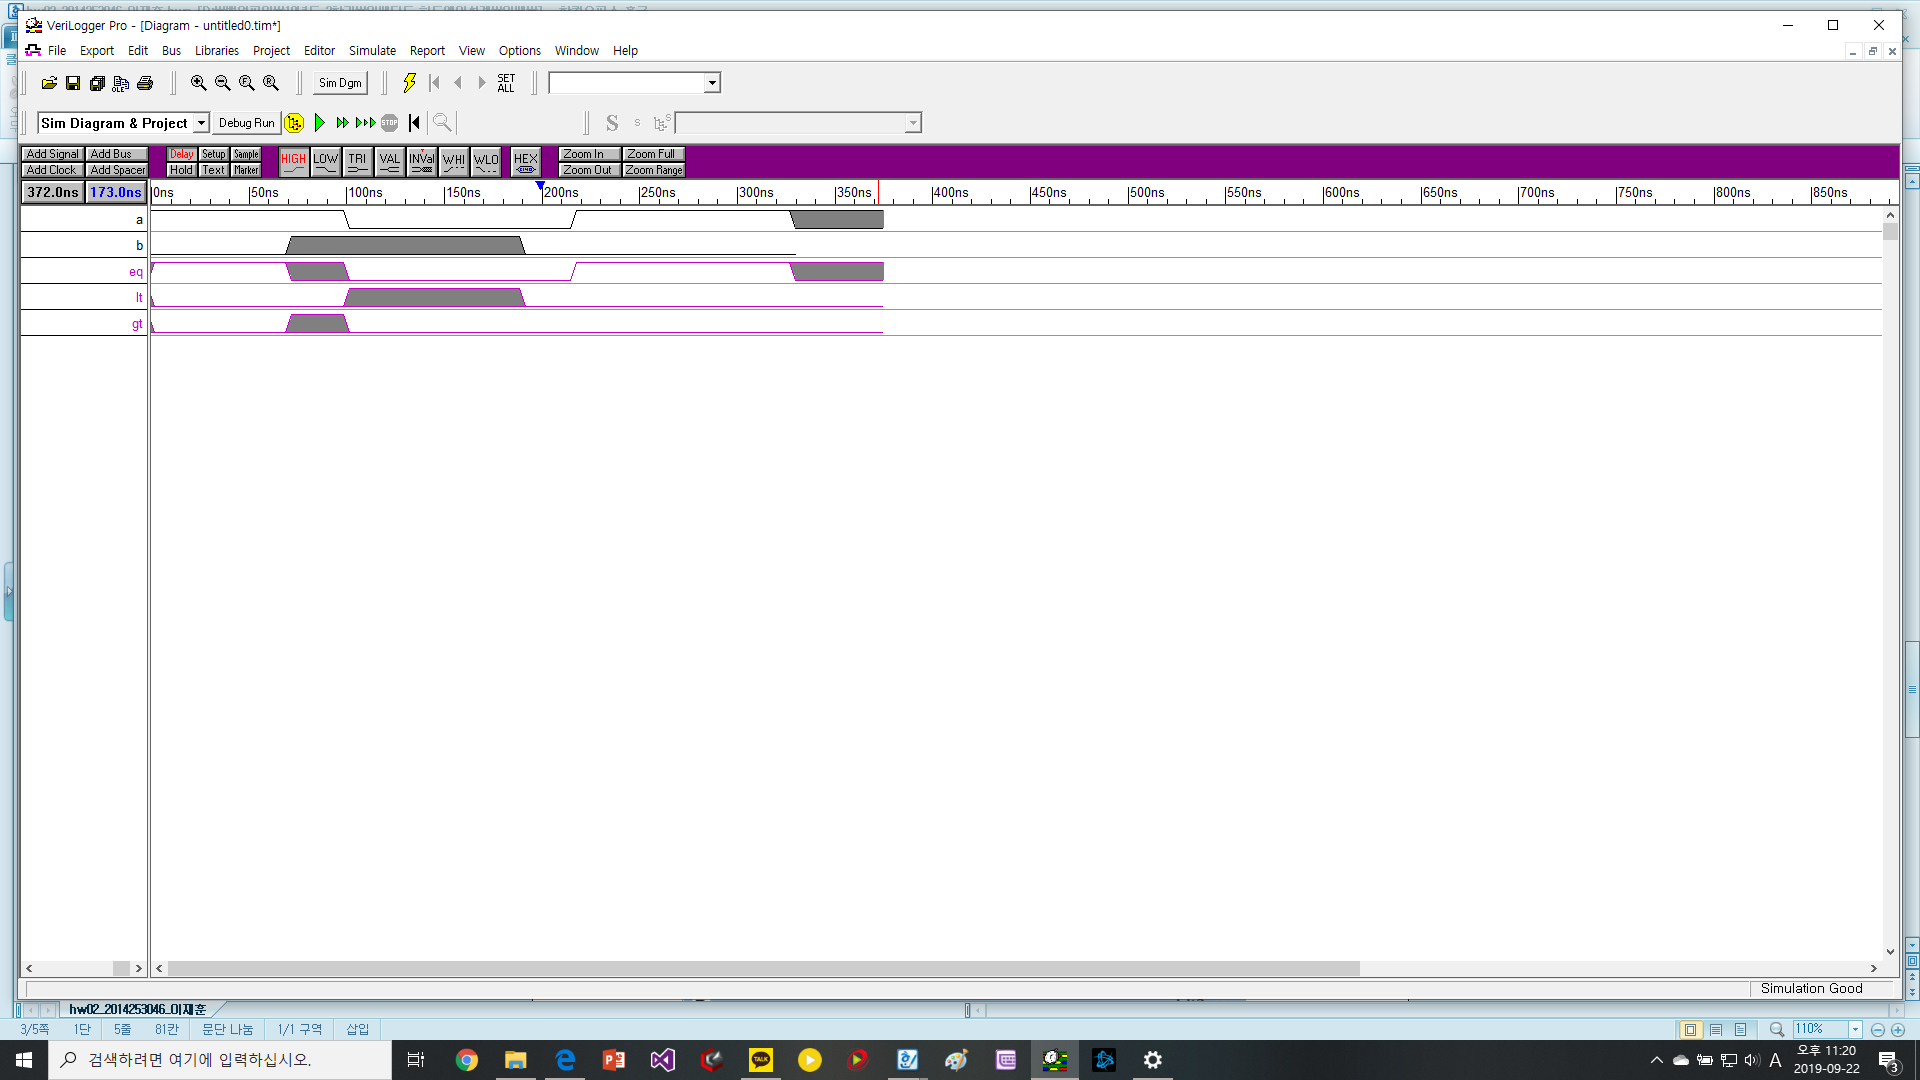 VeriLogger Pro - [Diagram - untitled0.tim*]
File Export Edit Bus Libraries Project Editor Simulate Report View Options Window Help
Sim Dgm SET ALL
Sim Diagram & Project Debug Run STOP S s
Add Signal Add Bus Delay Setup Sample HIGH LOW TRI VAL INVal WHI WLO HEX Zoom In Zoom Full
Add Clock Add Spacer Hold Text Marker Zoom Out Zoom Range
372.0ns 173.0ns 0ns 50ns 100ns 150ns 200ns 250ns 300ns 350ns 400ns 450ns 500ns 550ns 600ns 650ns 700ns 750ns 800ns 850ns
a
b
eq
lt
gt
Simulation Good
hw02_2014253046_이재훈
3/5쪽 1단 5줄 81칸 문단 나눔 1/1 구역 삽입 110%
검색하려면 여기에 입력하십시오. TALK A 오후 11:20
2019-09-22 3